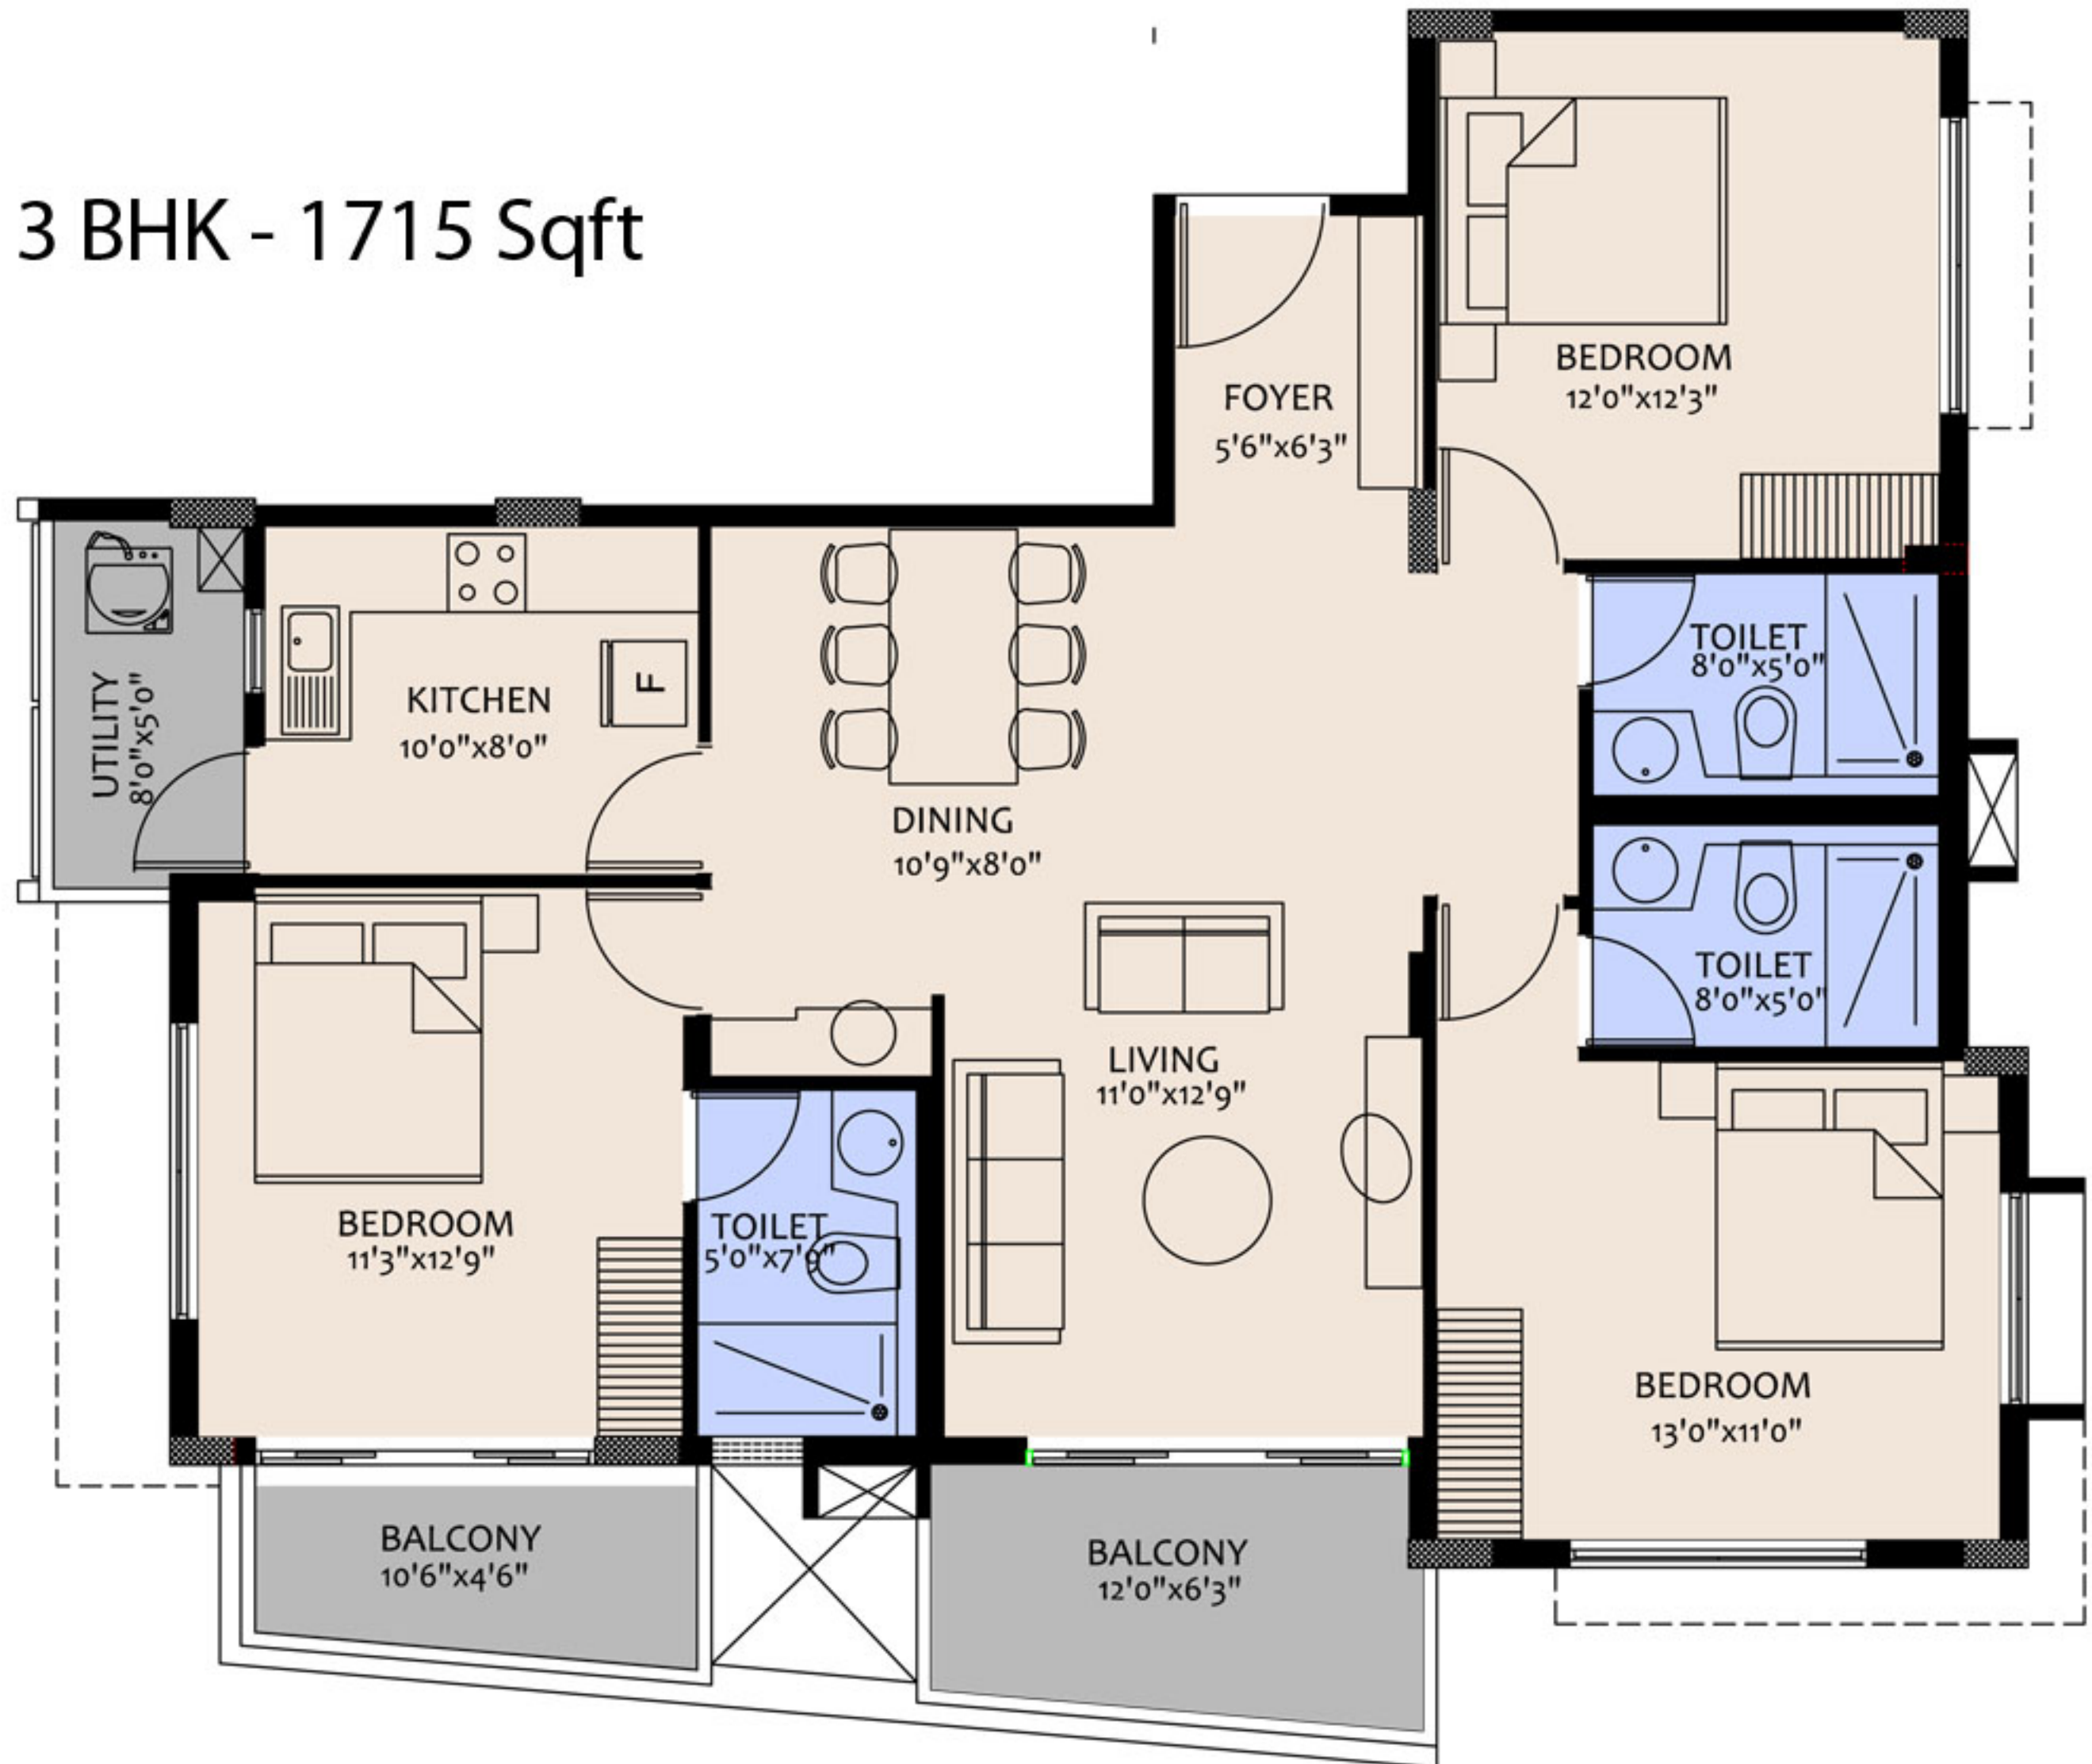 3 BHK - 1715 Sqft
BEDROOM
12'0"x12'3"
FOYER
5'6"x6'3"
TOILET
8'0"x5'0"
UTILITY
8'0"x5'0"
KITCHEN
10'0"x8'0"
F
DINING
10'9"x8'0"
TOILET
8'0"x5'0"
LIVING
11'0"x12'9"
BEDROOM
11'3"x12'9"
TOILET
5'0"x7'9"
BEDROOM
13'0"x11'0"
BALCONY
10'6"x4'6"
BALCONY
12'0"x6'3"